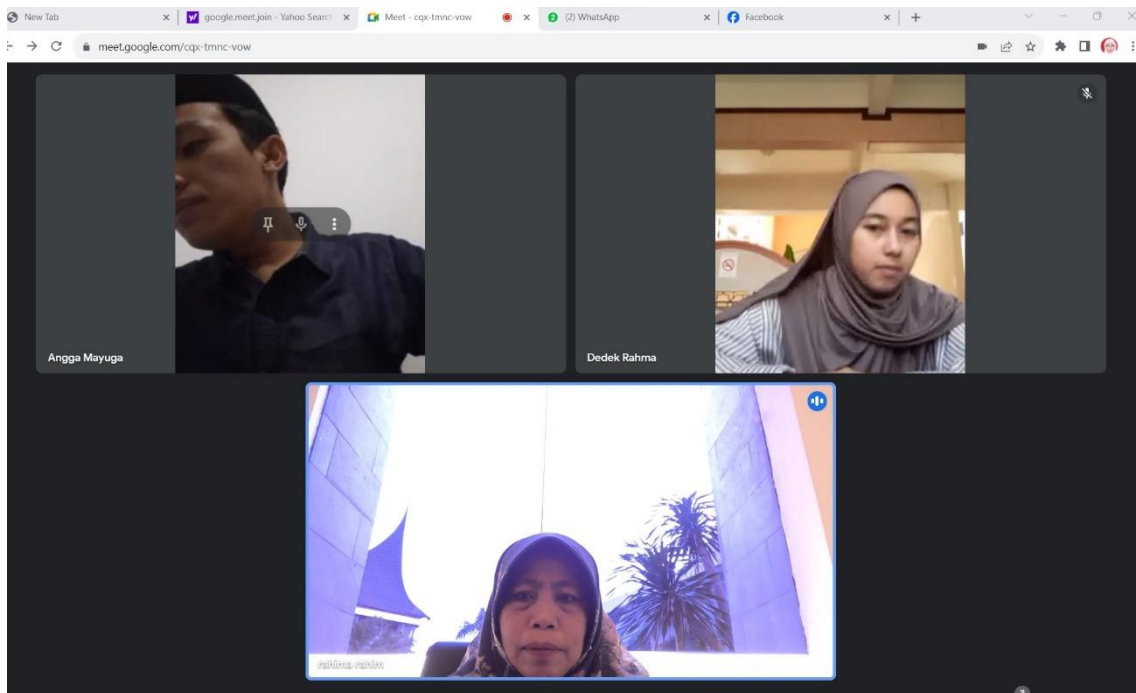 New Tab
google.meet.join - Yahoo Search
Meet - cqx-tmnc-vow
(2) WhatsApp
Facebook
meet.google.com/cqx-tmnc-vow
Angga Mayuga
Dedek Rahma
rahima rahim
3